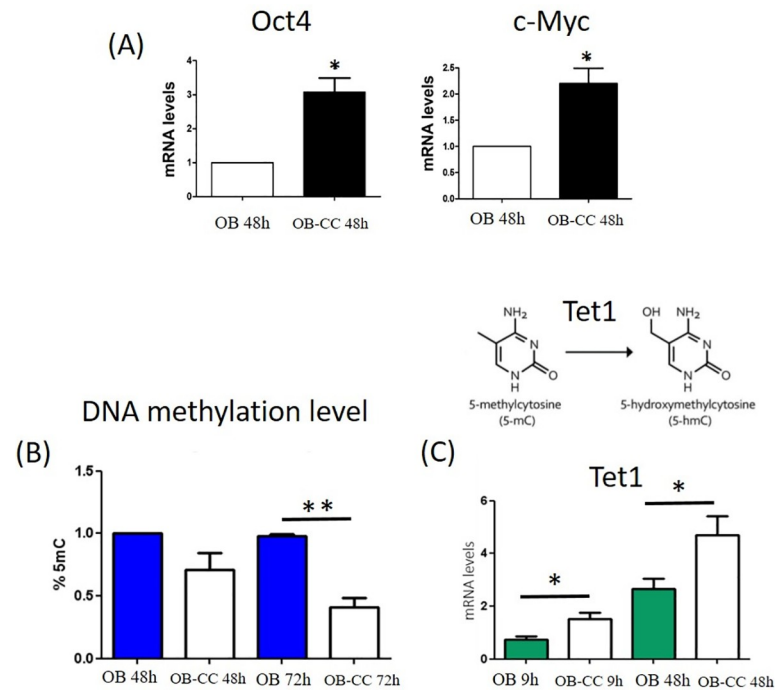 Oct4
c-Myc
(A)
mRNA levels
4
3
2
1
0
*
OB 48h
OB-CC 48h
mRNA levels
2.5
2.0
1.5
1.0
0.5
0.0
*
OB 48h
OB-CC 48h
NH₂
N
N
H
O
5-methylcytosine
(5-mC)
Tet1
OH
NH₂
N
N
H
O
5-hydroxymethylcytosine
(5-hmC)
DNA methylation level
(B)
% 5mC
1.5
1.0
0.5
0.0
**
OB 48h
OB-CC 48h
OB 72h
OB-CC 72h
(C)
Tet1
mRNA levels
6
4
2
0
*
*
OB 9h
OB-CC 9h
OB 48h
OB-CC 48h